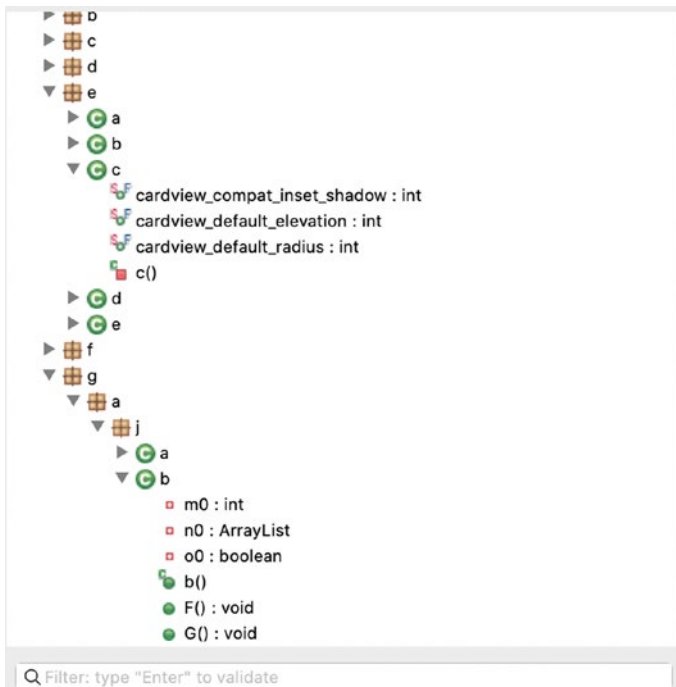 b
c
d
e
C a
C b
C c
S F cardview_compat_inset_shadow : int
S F cardview_default_elevation : int
S F cardview_default_radius : int
C c()
C d
C e
f
g
a
j
C a
C b
m0 : int
n0 : ArrayList
o0 : boolean
C b()
F() : void
G() : void
Filter: type "Enter" to validate